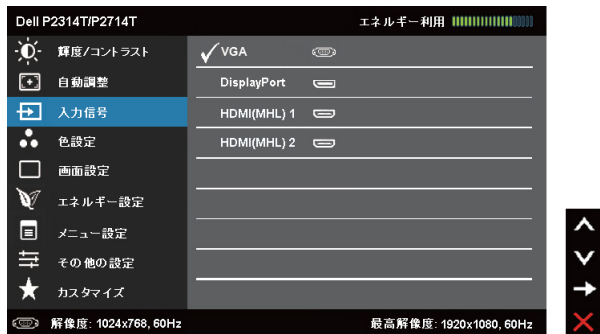 Dell P2314T/P2714T
エネルギー利用
輝度/コントラスト
VGA
自動調整
DisplayPort
入力信号
HDMI(MHL) 1
色設定
HDMI(MHL) 2
画面設定
エネルギー設定
メニュー設定
その他の設定
カスタマイズ
解像度: 1024x768, 60Hz
最高解像度: 1920x1080, 60Hz